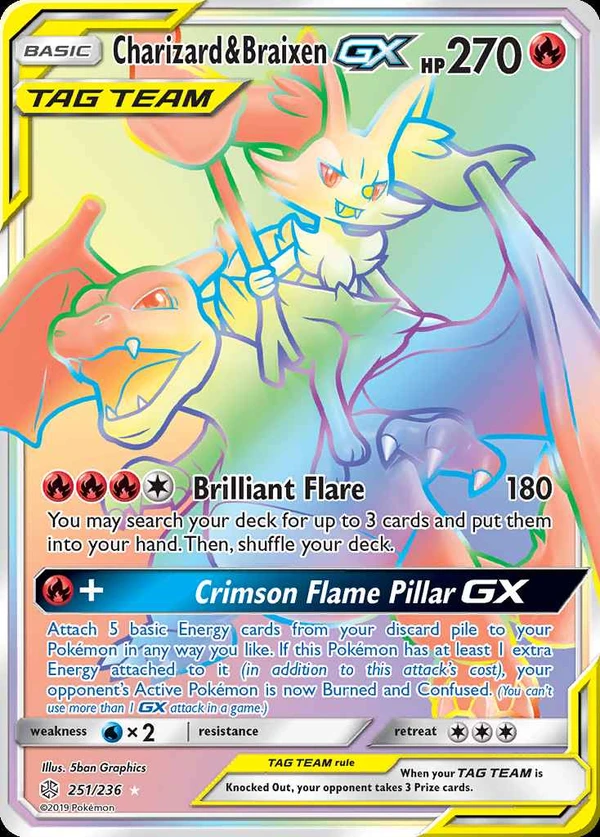 BASIC Charizard&Braixen GX HP 270
TAG TEAM
Brilliant Flare 180
You may search your deck for up to 3 cards and put them
into your hand. Then, shuffle your deck.
+ Crimson Flame Pillar GX
Attach 5 basic Energy cards from your discard pile to your
Pokémon in any way you like. If this Pokémon has at least 1 extra
Energy attached to it (in addition to this attack's cost), your
opponent's Active Pokémon is now Burned and Confused. (You can't
use more than 1 GX attack in a game.)
weakness ×2 resistance retreat
Illus. 5ban Graphics
251/236
©2019 Pokémon
TAG TEAM rule
When your TAG TEAM is
Knocked Out, your opponent takes 3 Prize cards.